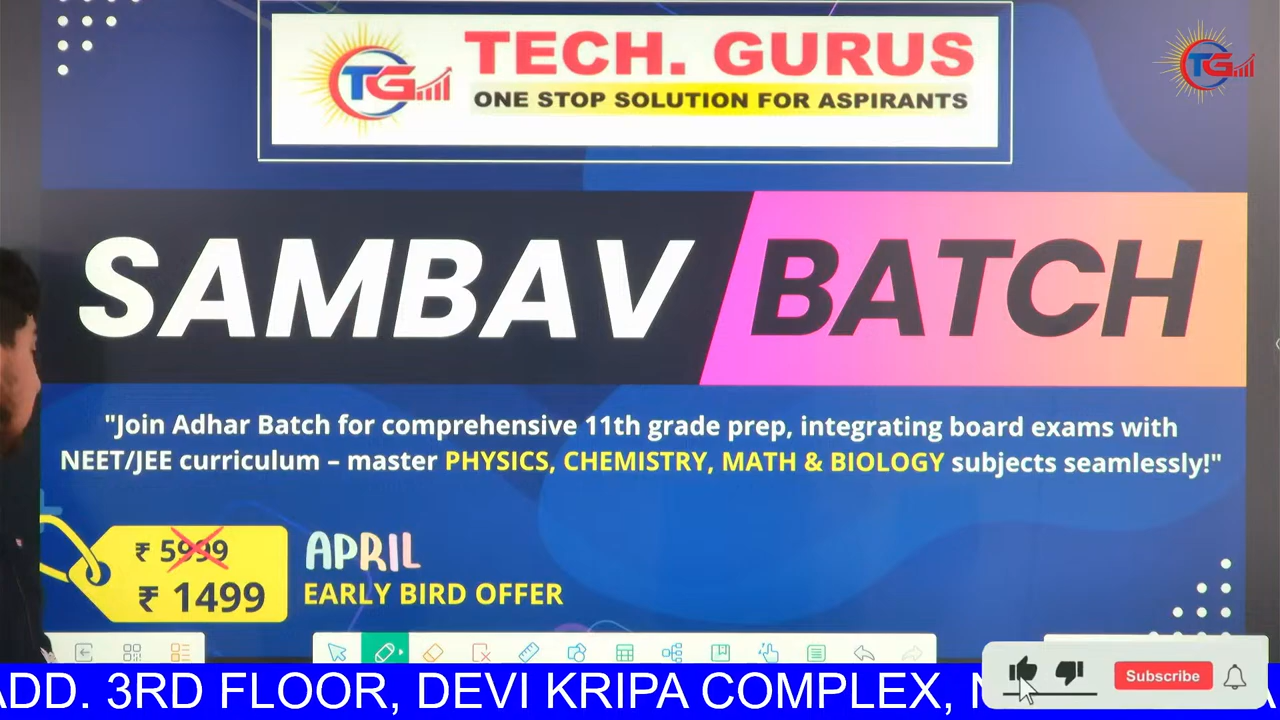 TG
TECH. GURUS
ONE STOP SOLUTION FOR ASPIRANTS
TG
SAMBAV BATCH
"Join Adhar Batch for comprehensive 11th grade prep, integrating board exams with
NEET/JEE curriculum – master PHYSICS, CHEMISTRY, MATH & BIOLOGY subjects seamlessly!"
₹ 5999
₹ 1499
APRIL
EARLY BIRD OFFER
Subscribe
ADD. 3RD FLOOR, DEVI KRIPA COMPLEX,